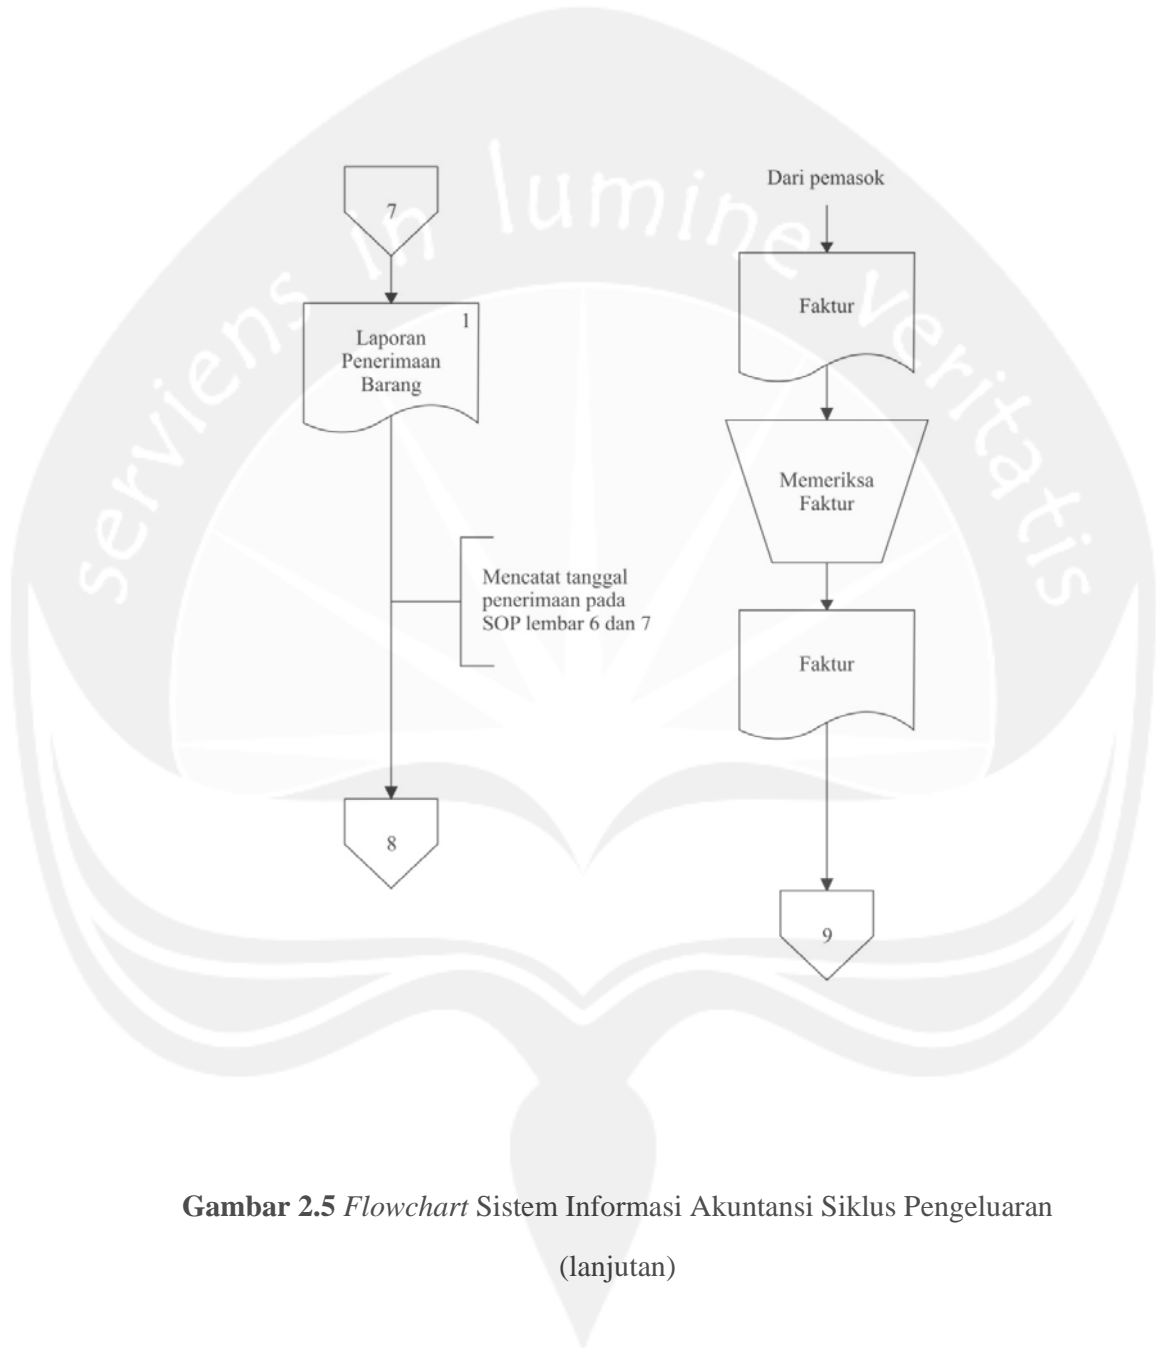 serviens in lumine veritatis
7
1
Laporan
Penerimaan
Barang
Mencatat tanggal
penerimaan pada
SOP lembar 6 dan 7
8
Dari pemasok
Faktur
Memeriksa
Faktur
Faktur
9
Gambar 2.5 Flowchart Sistem Informasi Akuntansi Siklus Pengeluaran
(lanjutan)